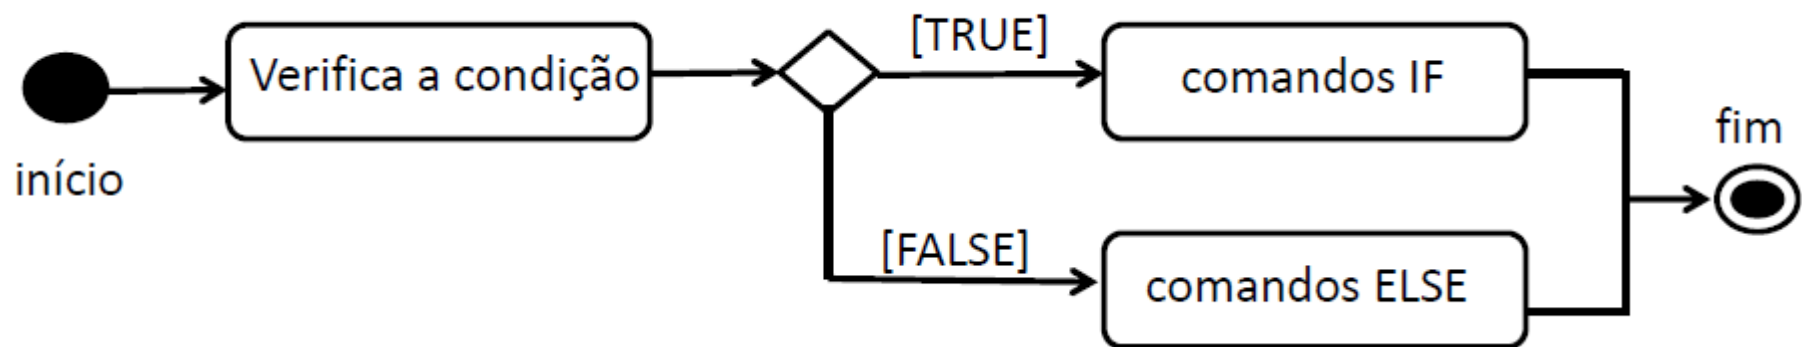 início
Verifica a condição
[TRUE]
comandos IF
[FALSE]
comandos ELSE
fim